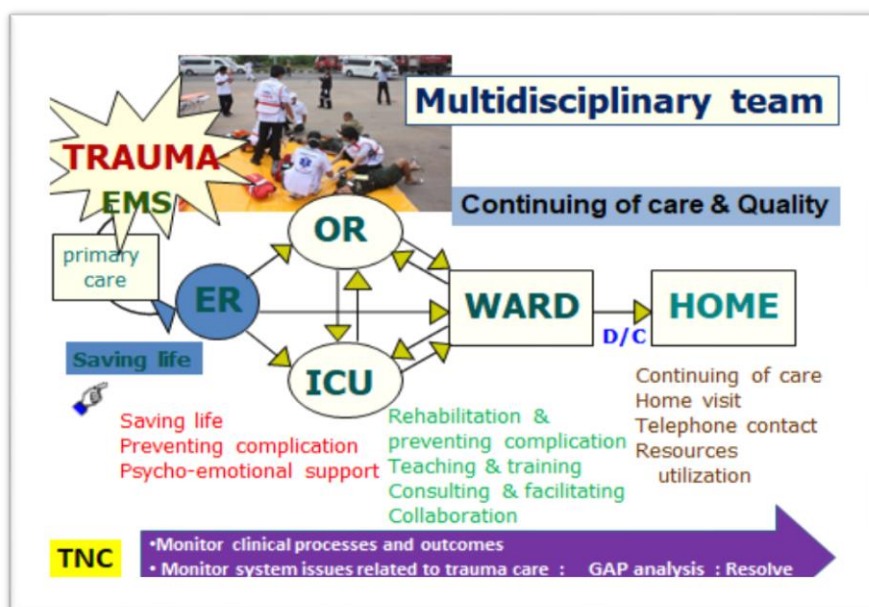 Multidisciplinary team
TRAUMA
EMS
Continuing of care & Quality
primary
care
OR
ER
WARD
HOME
D/C
ICU
Saving life
Saving life
Preventing complication
Psycho-emotional support
Rehabilitation &
preventing complication
Teaching & training
Consulting & facilitating
Collaboration
Continuing of care
Home visit
Telephone contact
Resources
utilization
TNC
•Monitor clinical processes and outcomes
• Monitor system issues related to trauma care : GAP analysis : Resolve